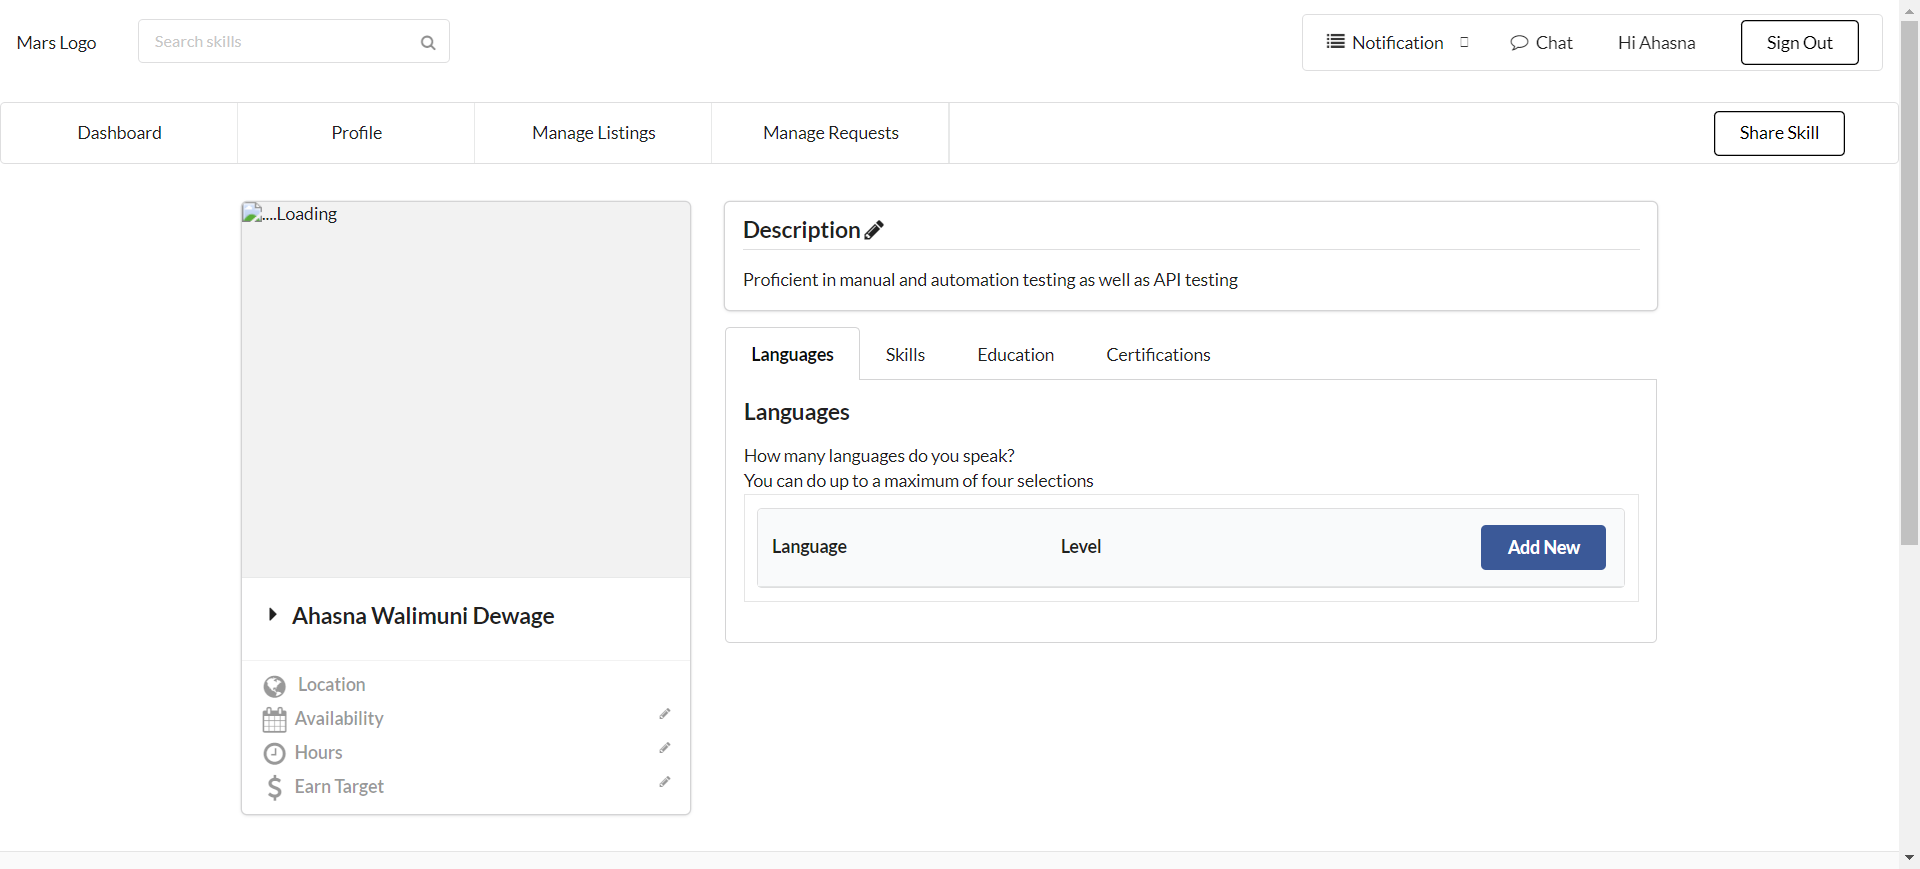 Mars Logo
Search skills
Notification
Chat
Hi Ahasna
Sign Out
Dashboard
Profile
Manage Listings
Manage Requests
Share Skill
....Loading
Ahasna Walimuni Dewage
Location
Availability
Hours
Earn Target
Description
Proficient in manual and automation testing as well as API testing
Languages
Skills
Education
Certifications
Languages
How many languages do you speak?
You can do up to a maximum of four selections
Language
Level
Add New